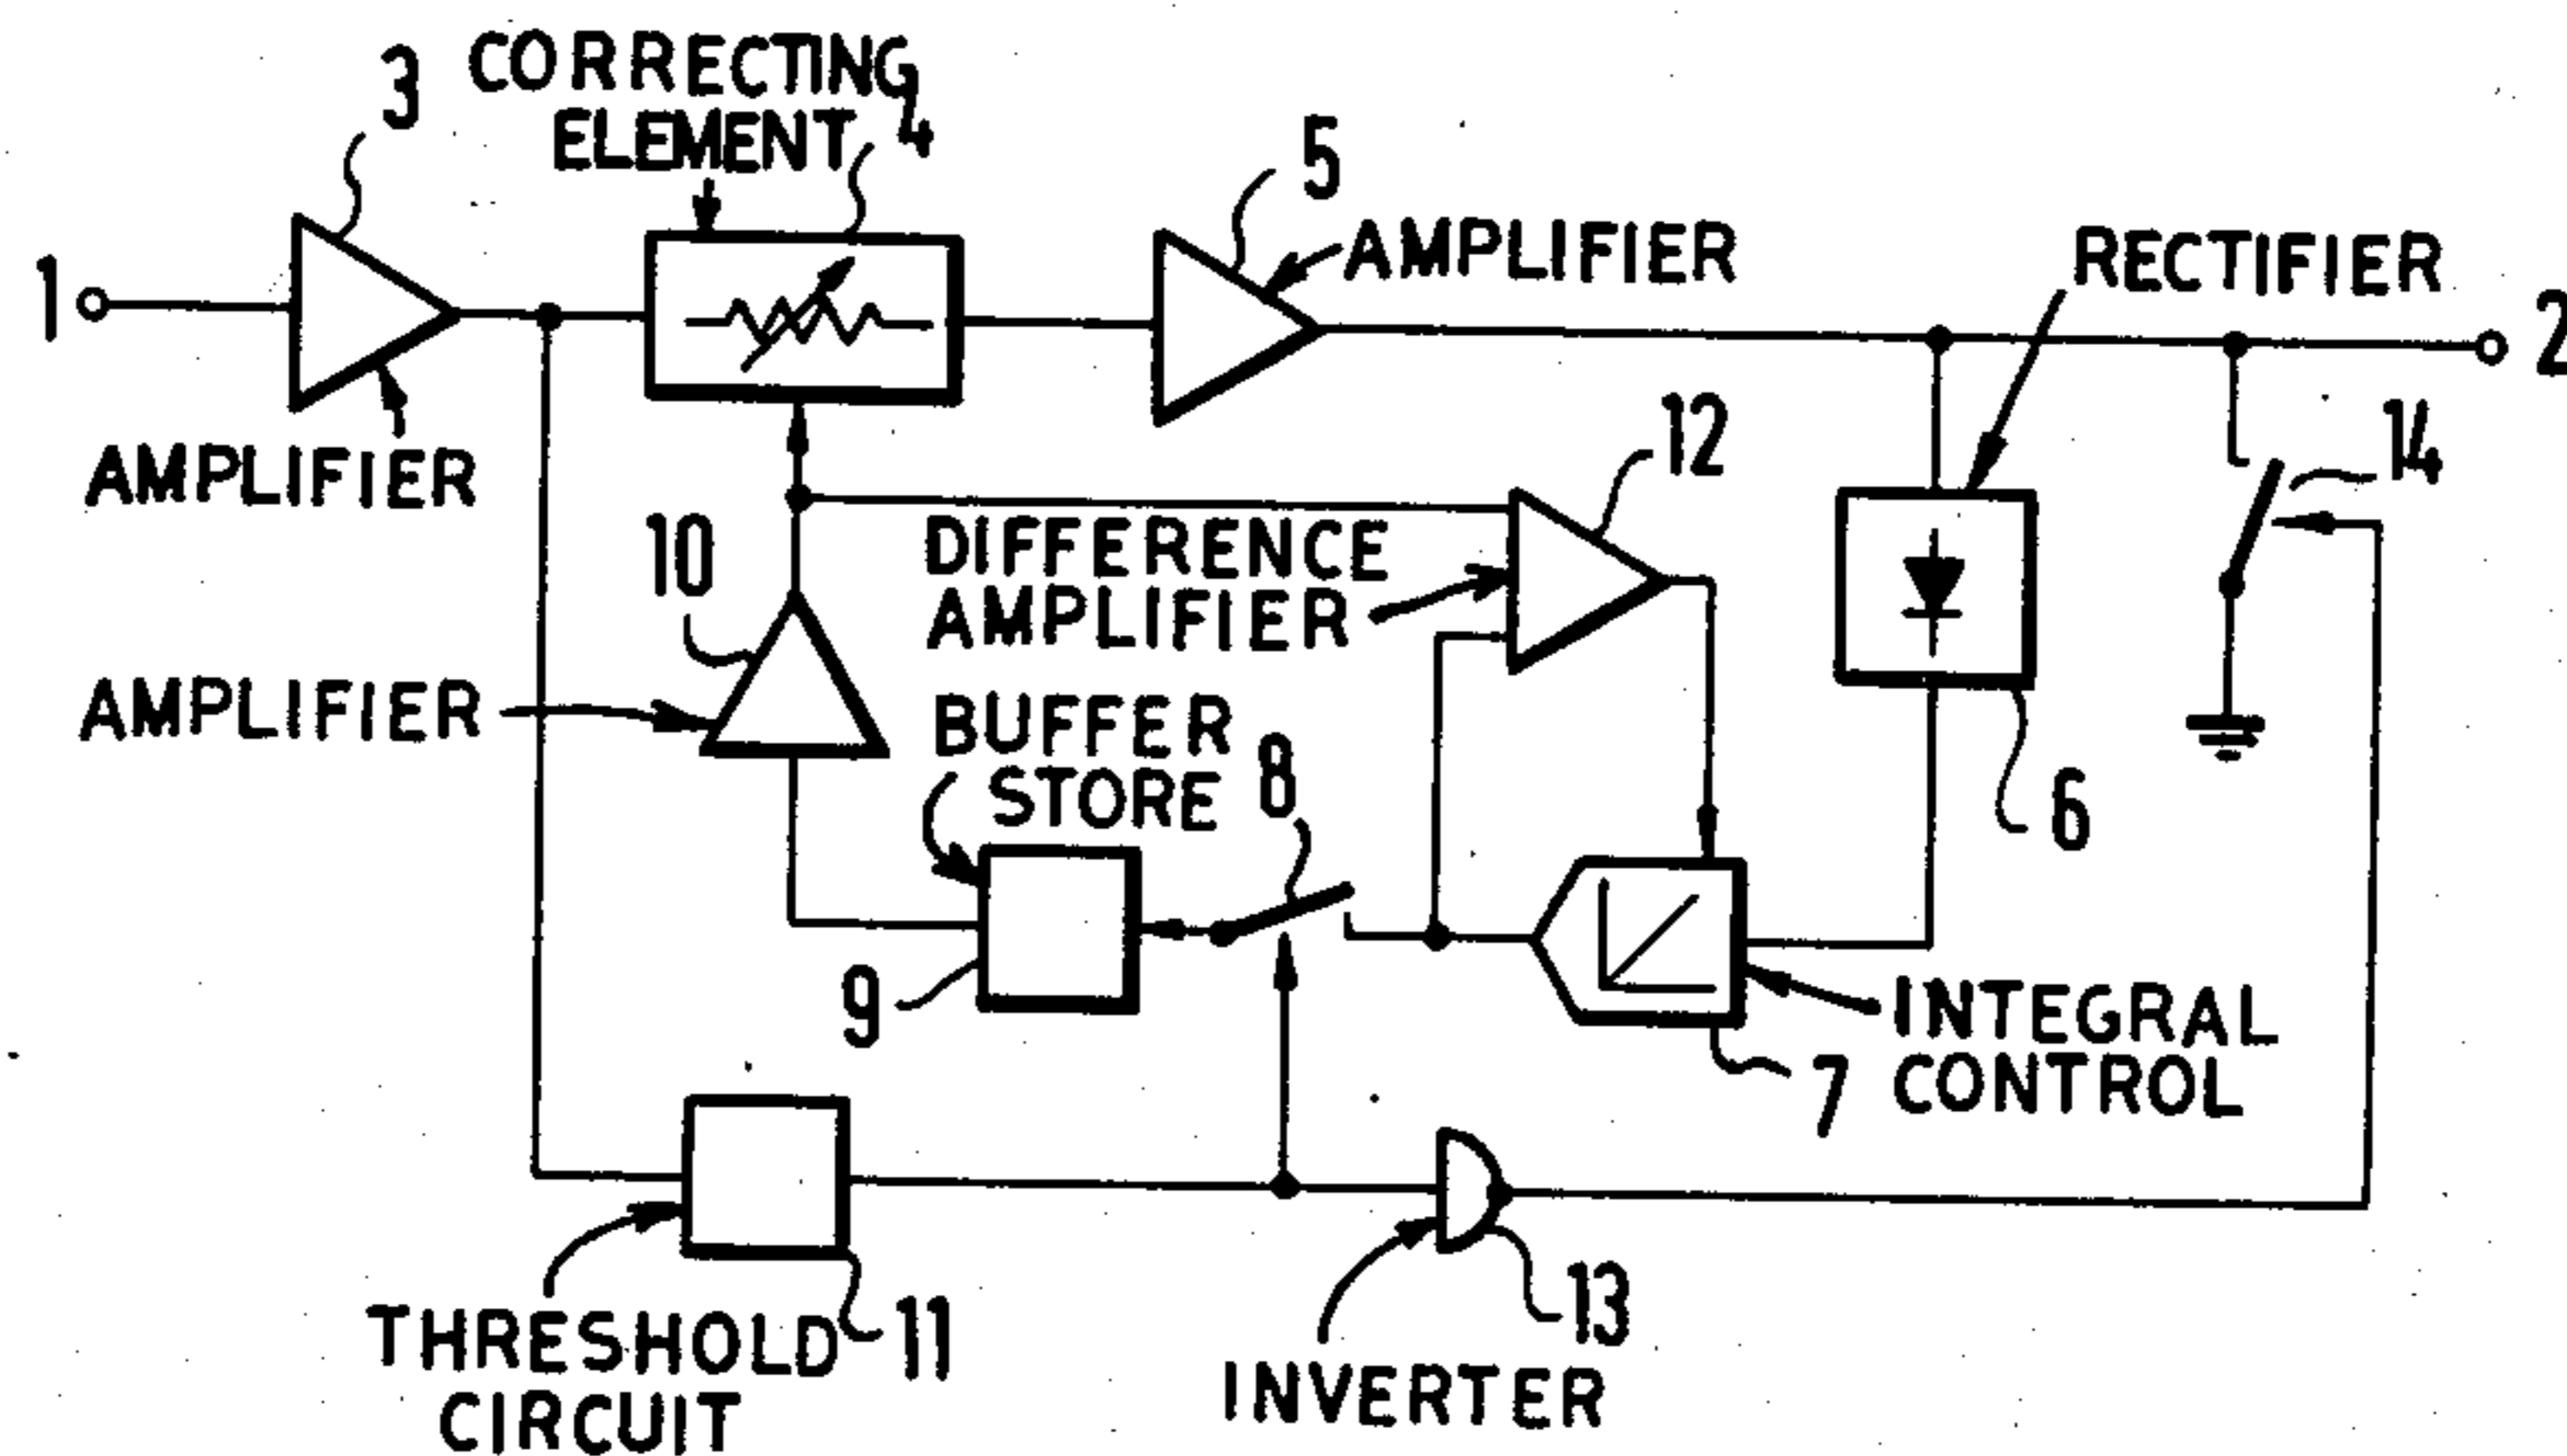 3
CORRECTING
ELEMENT
4
5
AMPLIFIER
RECTIFIER
1
2
AMPLIFIER
12
14
10
DIFFERENCE
AMPLIFIER
AMPLIFIER
BUFFER
STORE
8
6
9
INTEGRAL
CONTROL
7
THRESHOLD
CIRCUIT
11
13
INVERTER